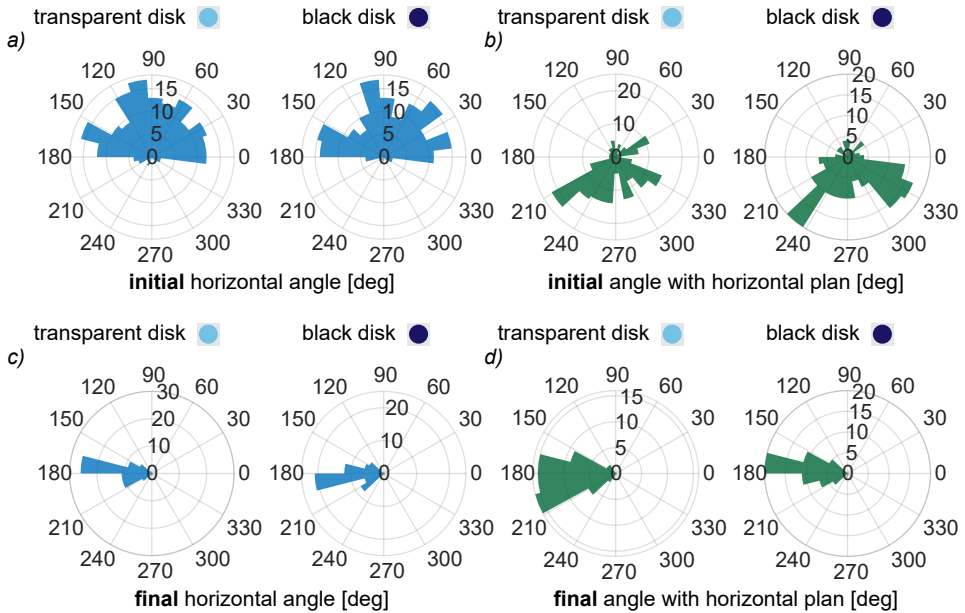 transparent disk black disk transparent disk black disk
a) b)
90 60 30 0 330 300 270 240 210 180 150 120 0 5 10 15
90 60 30 0 330 300 270 240 210 180 150 120 0 5 10 15
90 60 30 0 330 300 270 240 210 180 150 120 0 10 20
90 60 30 0 330 300 270 240 210 180 150 120 0 5 10 15 20
initial horizontal angle [deg] initial angle with horizontal plan [deg]
transparent disk black disk transparent disk black disk
c) d)
90 60 30 0 330 300 270 240 210 180 150 120 0 10 20 30
90 60 30 0 330 300 270 240 210 180 150 120 0 10 20
90 60 30 0 330 300 270 240 210 180 150 120 0 5 10 15
90 60 30 0 330 300 270 240 210 180 150 120 0 5 10 15 20
final horizontal angle [deg] final angle with horizontal plan [deg]